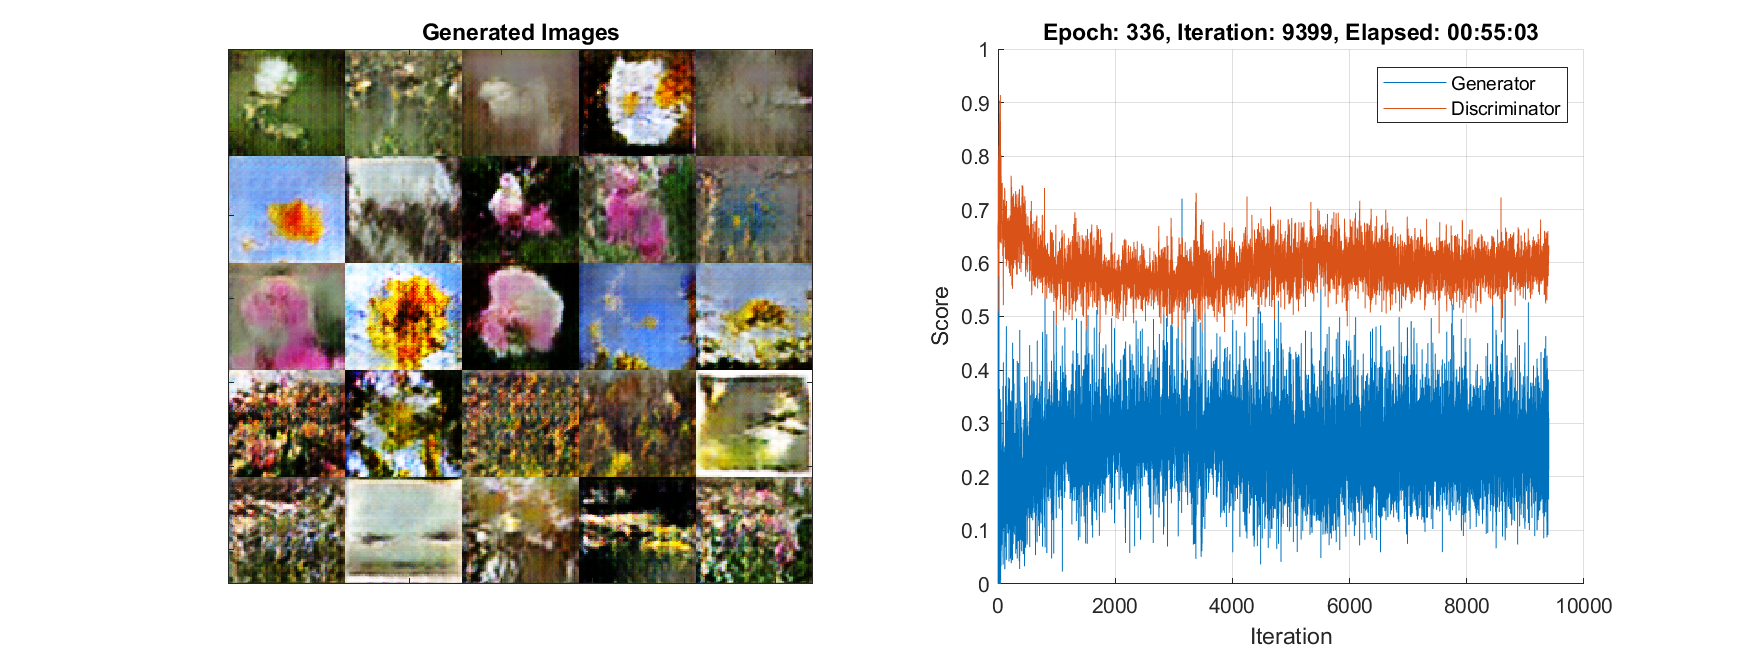 Generated Images
Epoch: 336, Iteration: 9399, Elapsed: 00:55:03
Generator
Discriminator
1
0.9
0.8
0.7
0.6
0.5
0.4
0.3
0.2
0.1
0
Score
0 2000 4000 6000 8000 10000
Iteration